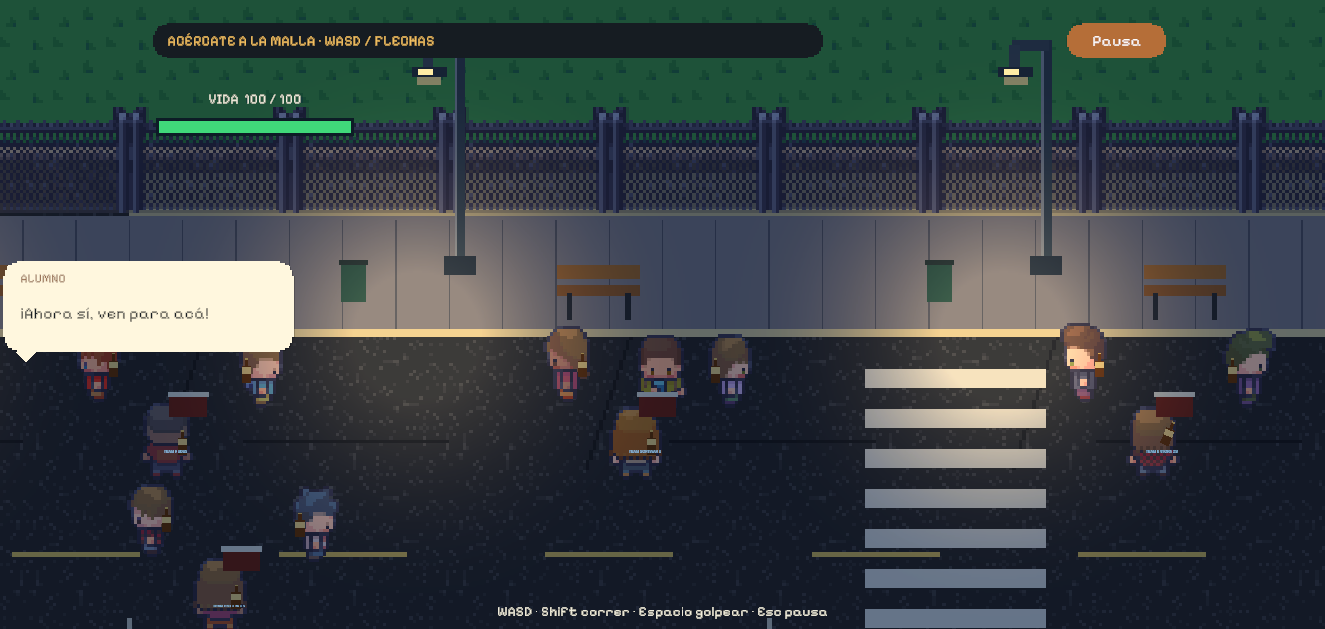 ACÉRCATE A LA MALLA · WASD / FLECHAS
Pausa
VIDA 100 / 100
ALUMNO
¡Ahora sí, ven para acá!
WASD · Shift correr · Espacio golpear · Esc pausa